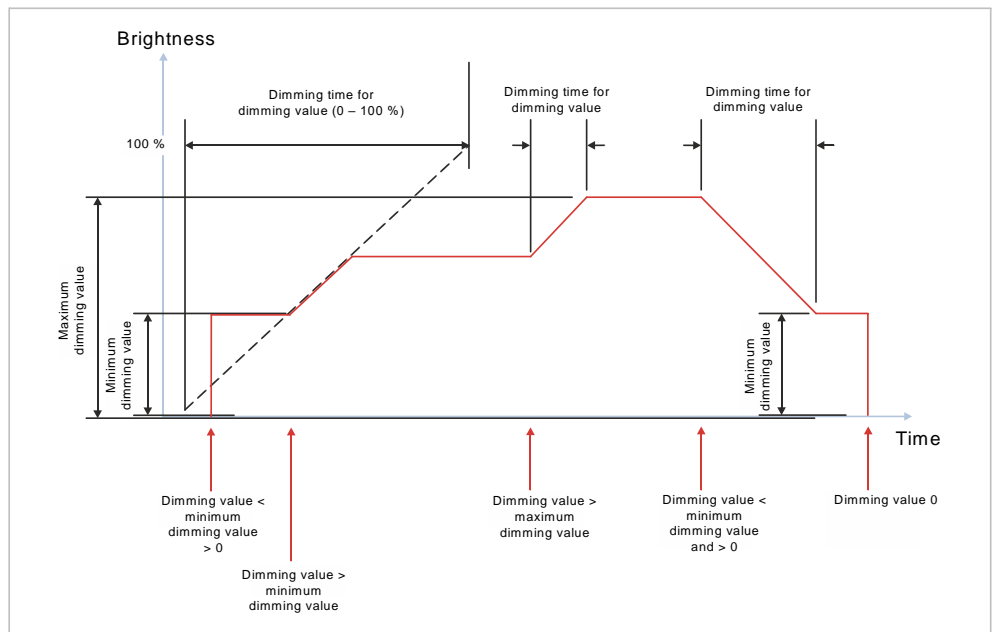 Brightness
Dimming time for
dimming value (0 – 100 %)
Dimming time for
dimming value
Dimming time for
dimming value
100 %
Maximum
dimming value
Minimum
dimming value
Minimum
dimming value
Time
Dimming value <
minimum
dimming value
> 0
Dimming value >
minimum
dimming value
Dimming value >
maximum
dimming value
Dimming value <
minimum
dimming value
and > 0
Dimming value 0